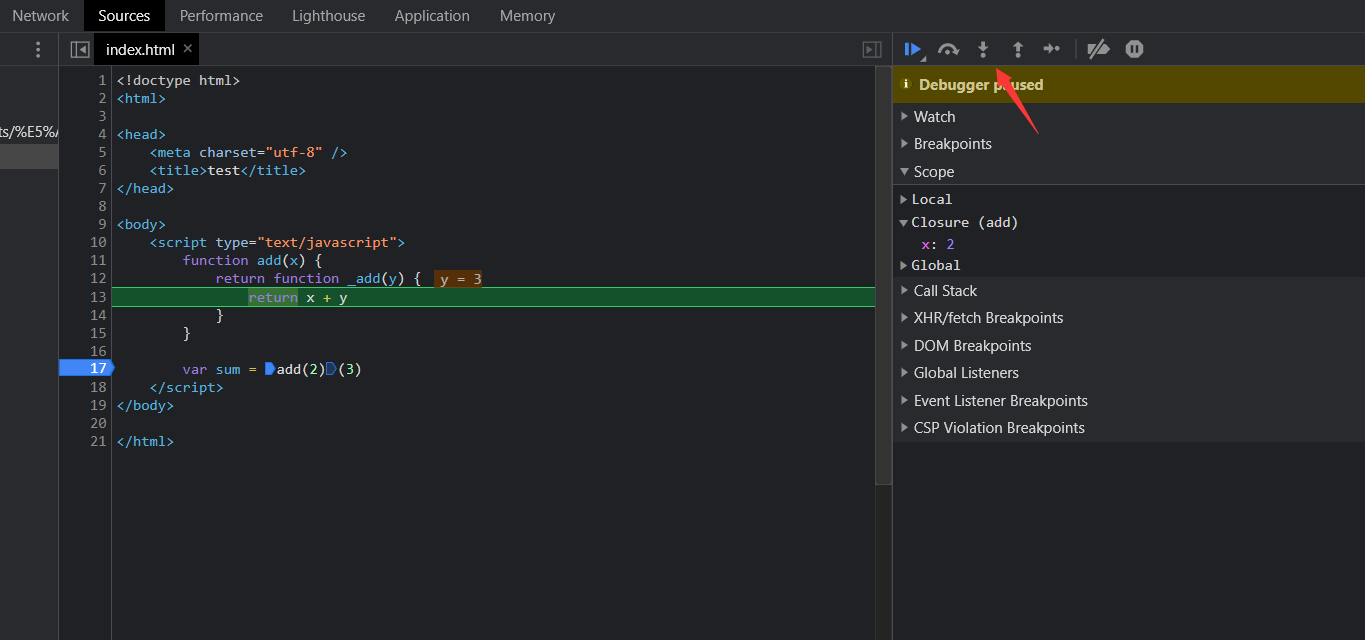 Network Sources Performance Lighthouse Application Memory
index.html ×
Debugger paused
Watch
Breakpoints
Scope
Local
Closure (add)
x: 2
Global
Call Stack
XHR/fetch Breakpoints
DOM Breakpoints
Global Listeners
Event Listener Breakpoints
CSP Violation Breakpoints
ts/%E5%/
1 <!doctype html>
2 <html>
3
4 <head>
5     <meta charset="utf-8" />
6     <title>test</title>
7 </head>
8
9 <body>
10     <script type="text/javascript">
11         function add(x) {
12             return function _add(y) { y = 3
13                 return x + y
14             }
15         }
16
17         var sum = add(2)(3)
18     </script>
19 </body>
20
21 </html>